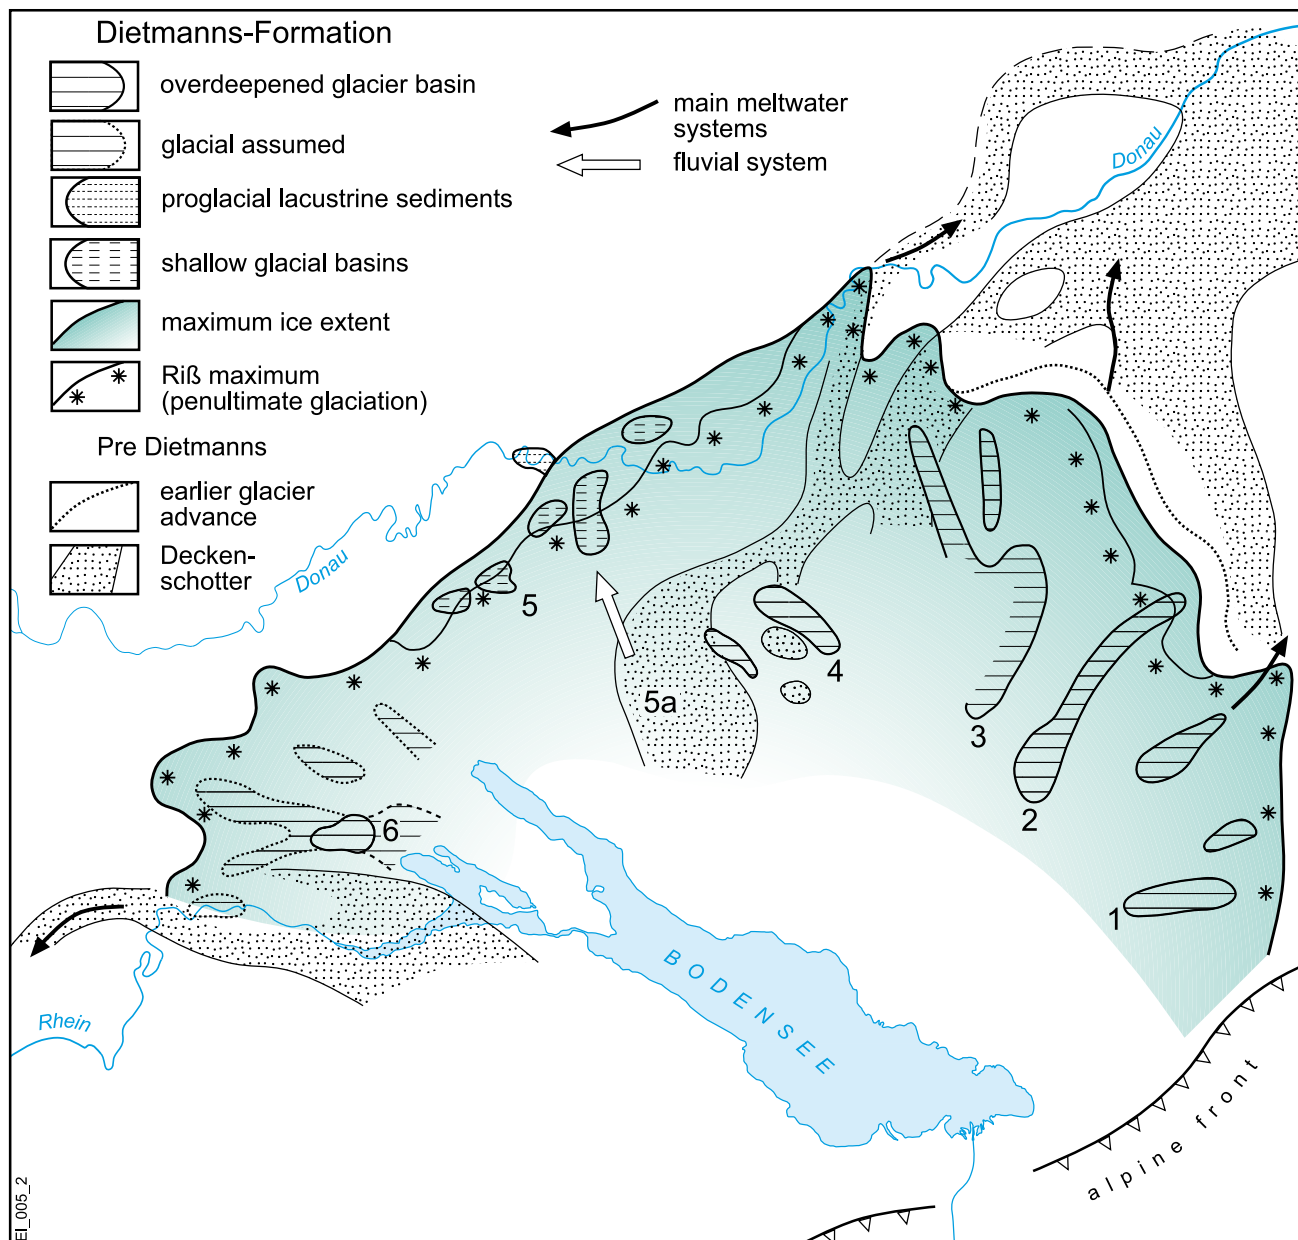 Dietmanns-Formation
overdeepened glacier basin
glacial assumed
proglacial lacustrine sediments
shallow glacial basins
maximum ice extent
Riß maximum
(penultimate glaciation)
Pre Dietmanns
earlier glacier
advance
Decken-
schotter
main meltwater
systems
fluvial system
Donau
Donau
5
5a
4
3
2
1
6
Rhein
BODENSEE
alpine front
EI_005_2